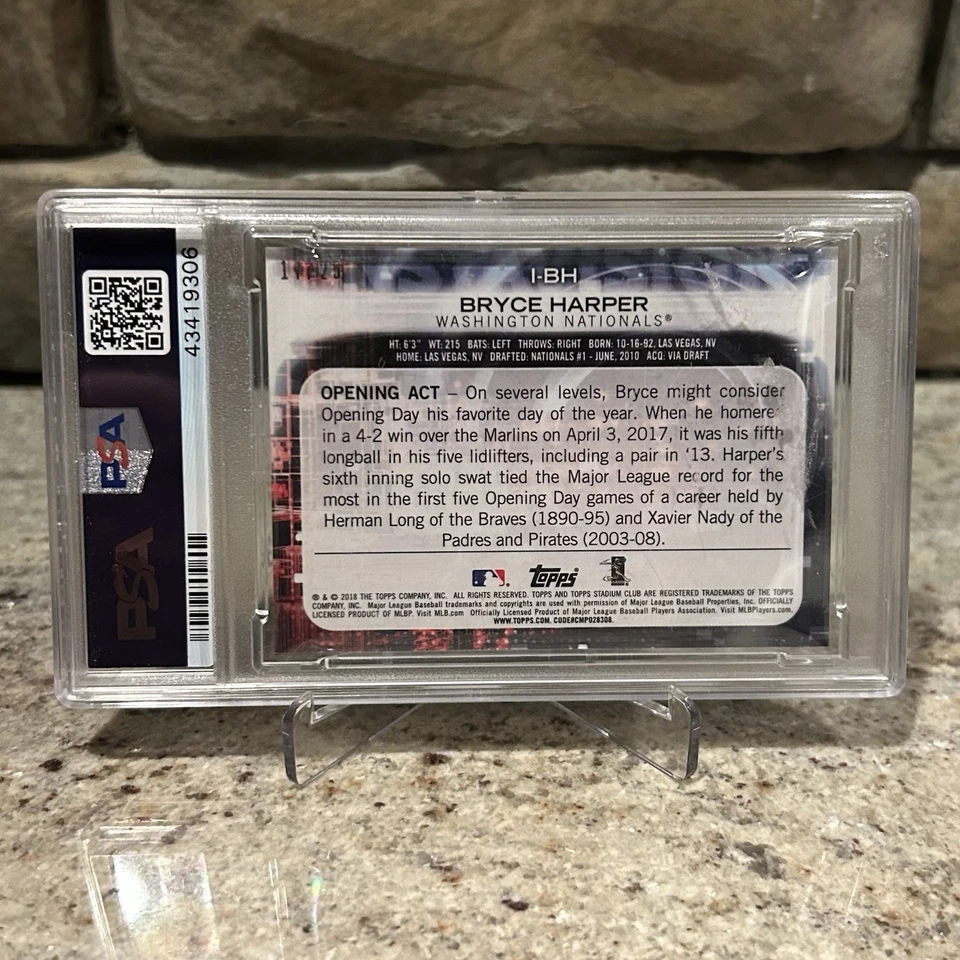 43419306
PSA
PSA
I-BH
BRYCE HARPER
WASHINGTON NATIONALS®
HT: 6'3" WT: 215 BATS: LEFT THROWS: RIGHT BORN: 10-16-92, LAS VEGAS, NV
HOME: LAS VEGAS, NV DRAFTED: NATIONALS #1 - JUNE, 2010 ACQ: VIA DRAFT
OPENING ACT – On several levels, Bryce might consider
Opening Day his favorite day of the year. When he homere
in a 4-2 win over the Marlins on April 3, 2017, it was his fifth
longball in his five lidlifters, including a pair in '13. Harper's
sixth inning solo swat tied the Major League record for the
most in the first five Opening Day games of a career held by
Herman Long of the Braves (1890-95) and Xavier Nady of the
Padres and Pirates (2003-08).
topps 1
® & © 2018 THE TOPPS COMPANY, INC. ALL RIGHTS RESERVED. TOPPS AND TOPPS STADIUM CLUB ARE REGISTERED TRADEMARKS OF THE TOPPS
COMPANY, INC. Major League Baseball trademarks and copyrights are used with permission of Major League Baseball Properties, Inc. OFFICIALLY
LICENSED PRODUCT OF MLBP. Visit MLB.com Officially Licensed Product of Major League Baseball Players Association. Visit MLBPlayers.com.
WWW.TOPPS.COM. CODE#CMP028308.